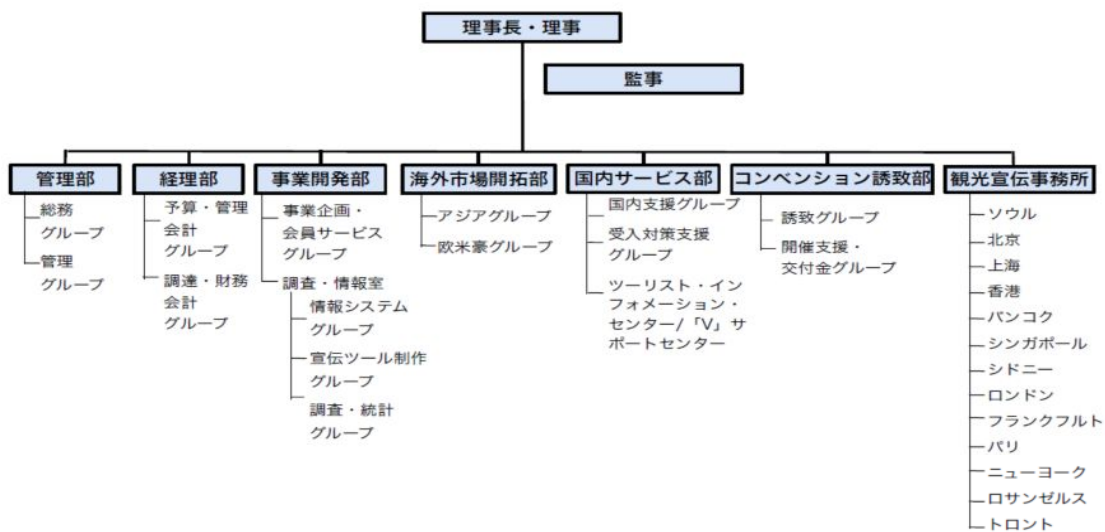 理事長・理事
監事
管理部
総務
グループ
管理
グループ
経理部
予算・管理
会計
グループ
調達・財務
会計
グループ
事業開発部
事業企画・
会員サービス
グループ
調査・情報室
情報システム
グループ
宣伝ツール制作
グループ
調査・統計
グループ
海外市場開拓部
アジアグループ
欧米豪グループ
国内サービス部
国内支援グループ
受入対策支援
グループ
ツーリスト・イン
フォメーション・
センター/「V」サ
ポートセンター
コンベンション誘致部
誘致グループ
開催支援・
交付金グループ
観光宣伝事務所
ソウル
北京
上海
香港
バンコク
シンガポール
シドニー
ロンドン
フランクフルト
パリ
ニューヨーク
ロサンゼルス
トロント